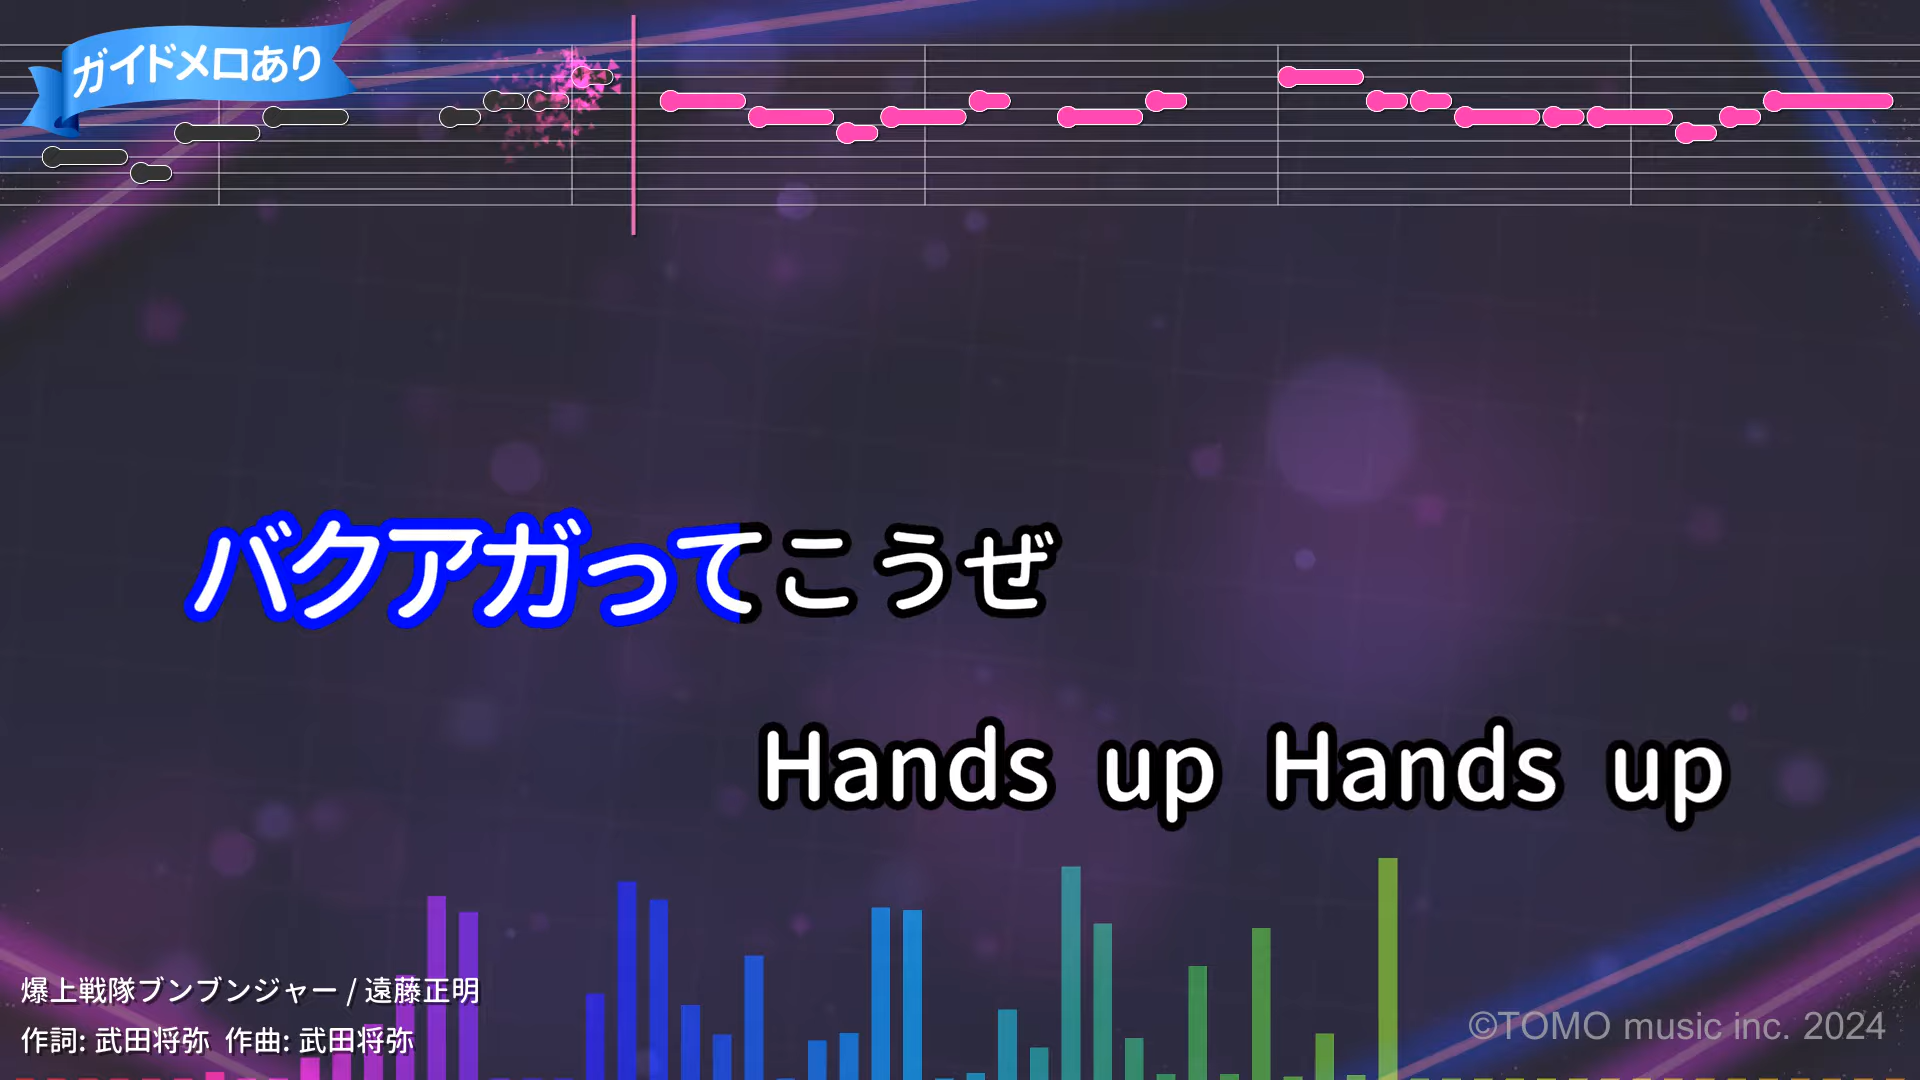 ガイドメロあり
バクアガってこうぜ
Hands up Hands up
爆上戦隊ブンブンジャー / 遠藤正明
作詞: 武田将弥 作曲: 武田将弥
©TOMO music inc. 2024